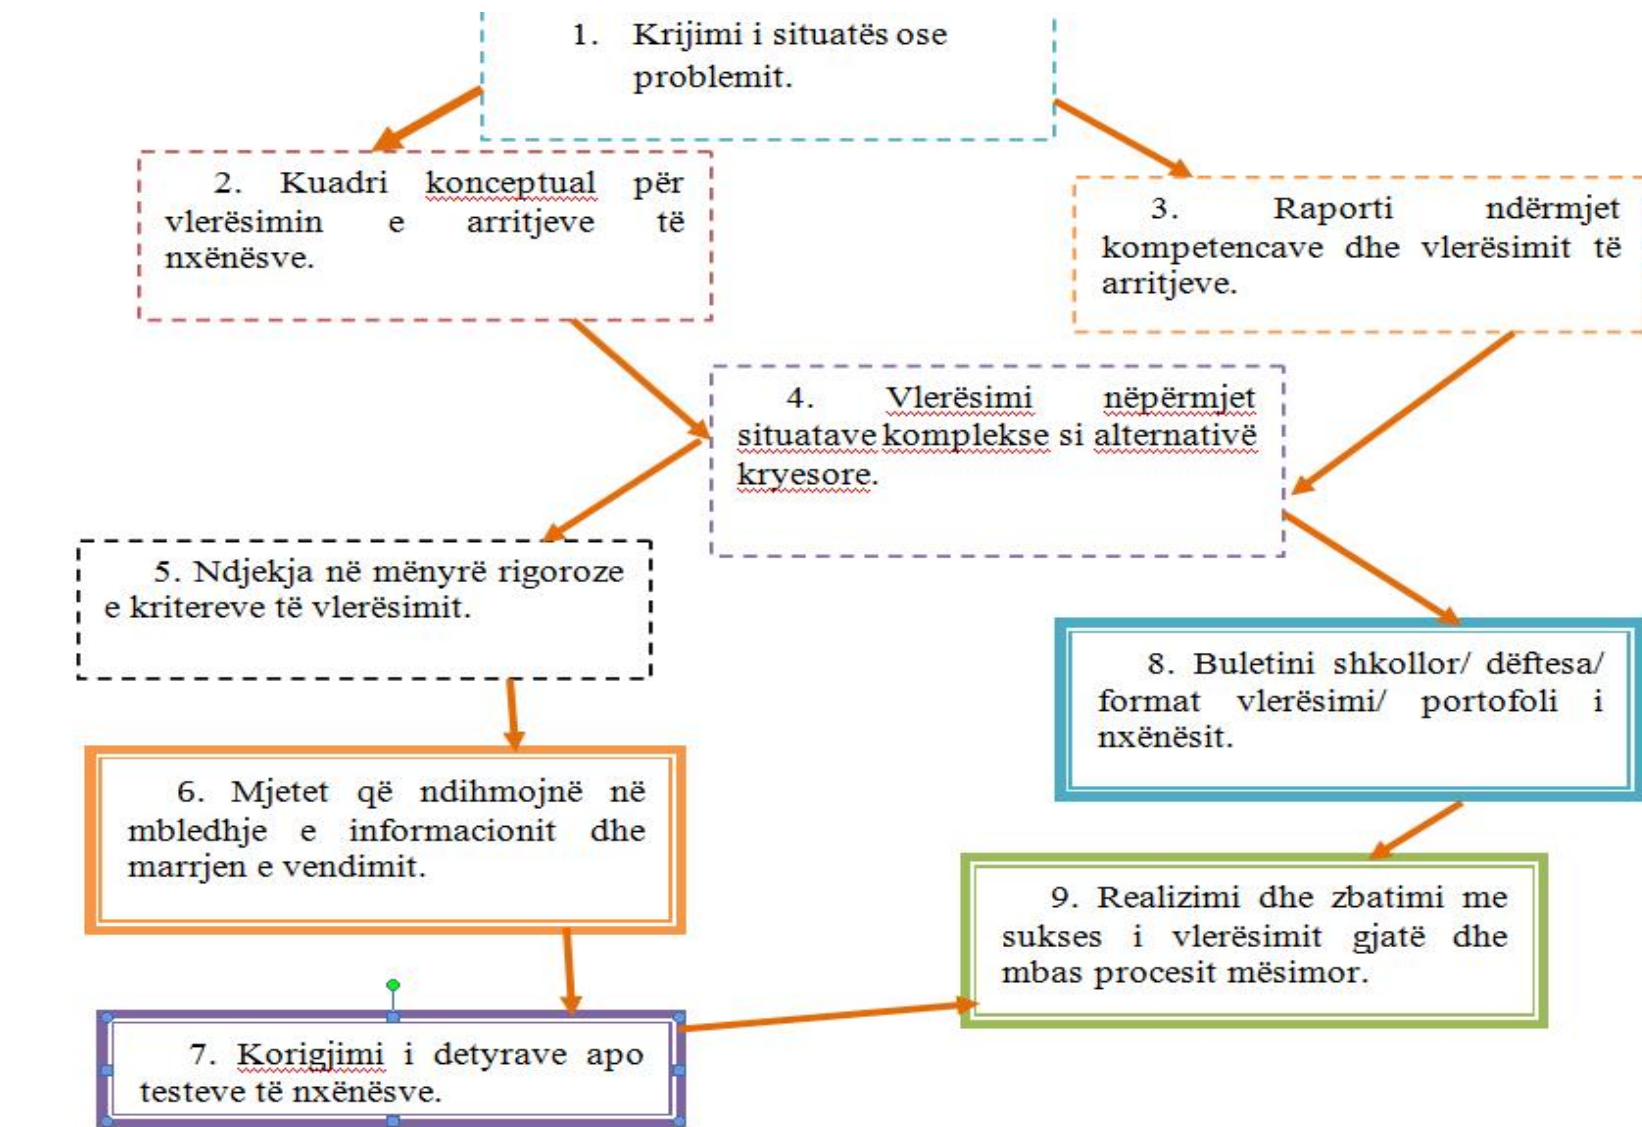 1. Krijimi i situatës ose
problemit.
2. Kuadri konceptual për
vlerësimin e arritjeve të
nxënësve.
3. Raporti ndërmjet
kompetencave dhe vlerësimit të
arritjeve.
4. Vlerësimi nëpërmjet
situatave komplekse si alternativë
kryesore.
5. Ndjekja në mënyrë rigoroze
e kritereve të vlerësimit.
6. Mjetet që ndihmojnë në
mbledhje e informacionit dhe
marrjen e vendimit.
7. Korigjimi i detyrave apo
testeve të nxënësve.
8. Buletini shkollor/ dëftesa/
format vlerësimi/ portofoli i
nxënësit.
9. Realizimi dhe zbatimi me
sukses i vlerësimit gjatë dhe
mbas procesit mësimor.